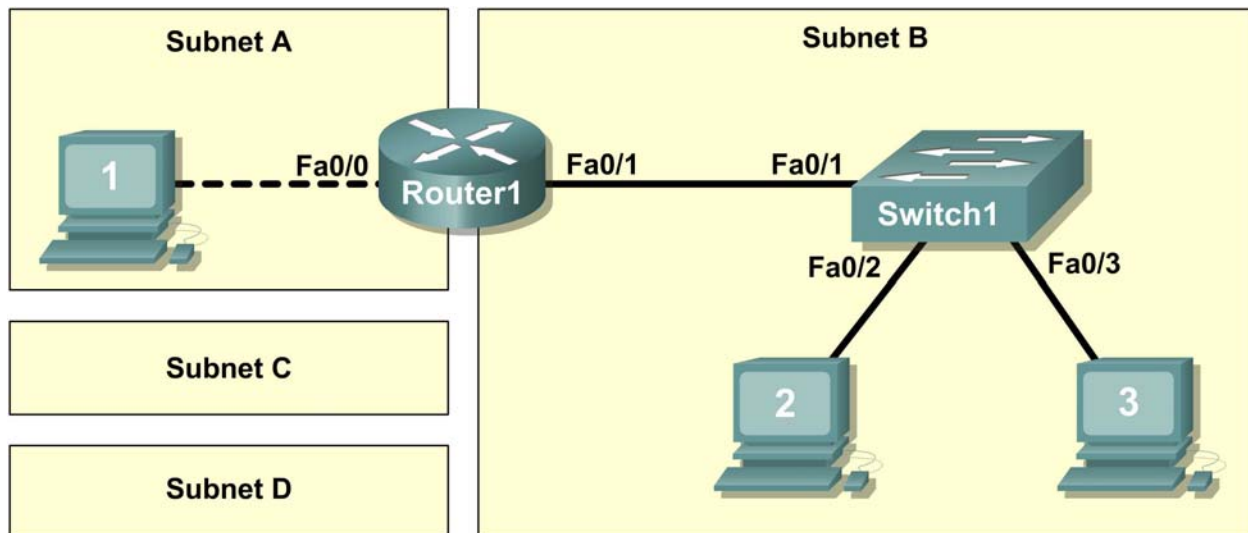 Subnet A
Subnet B
1
Fa0/0
Router1
Fa0/1
Fa0/1
Switch1
Fa0/2
Fa0/3
Subnet C
2
3
Subnet D